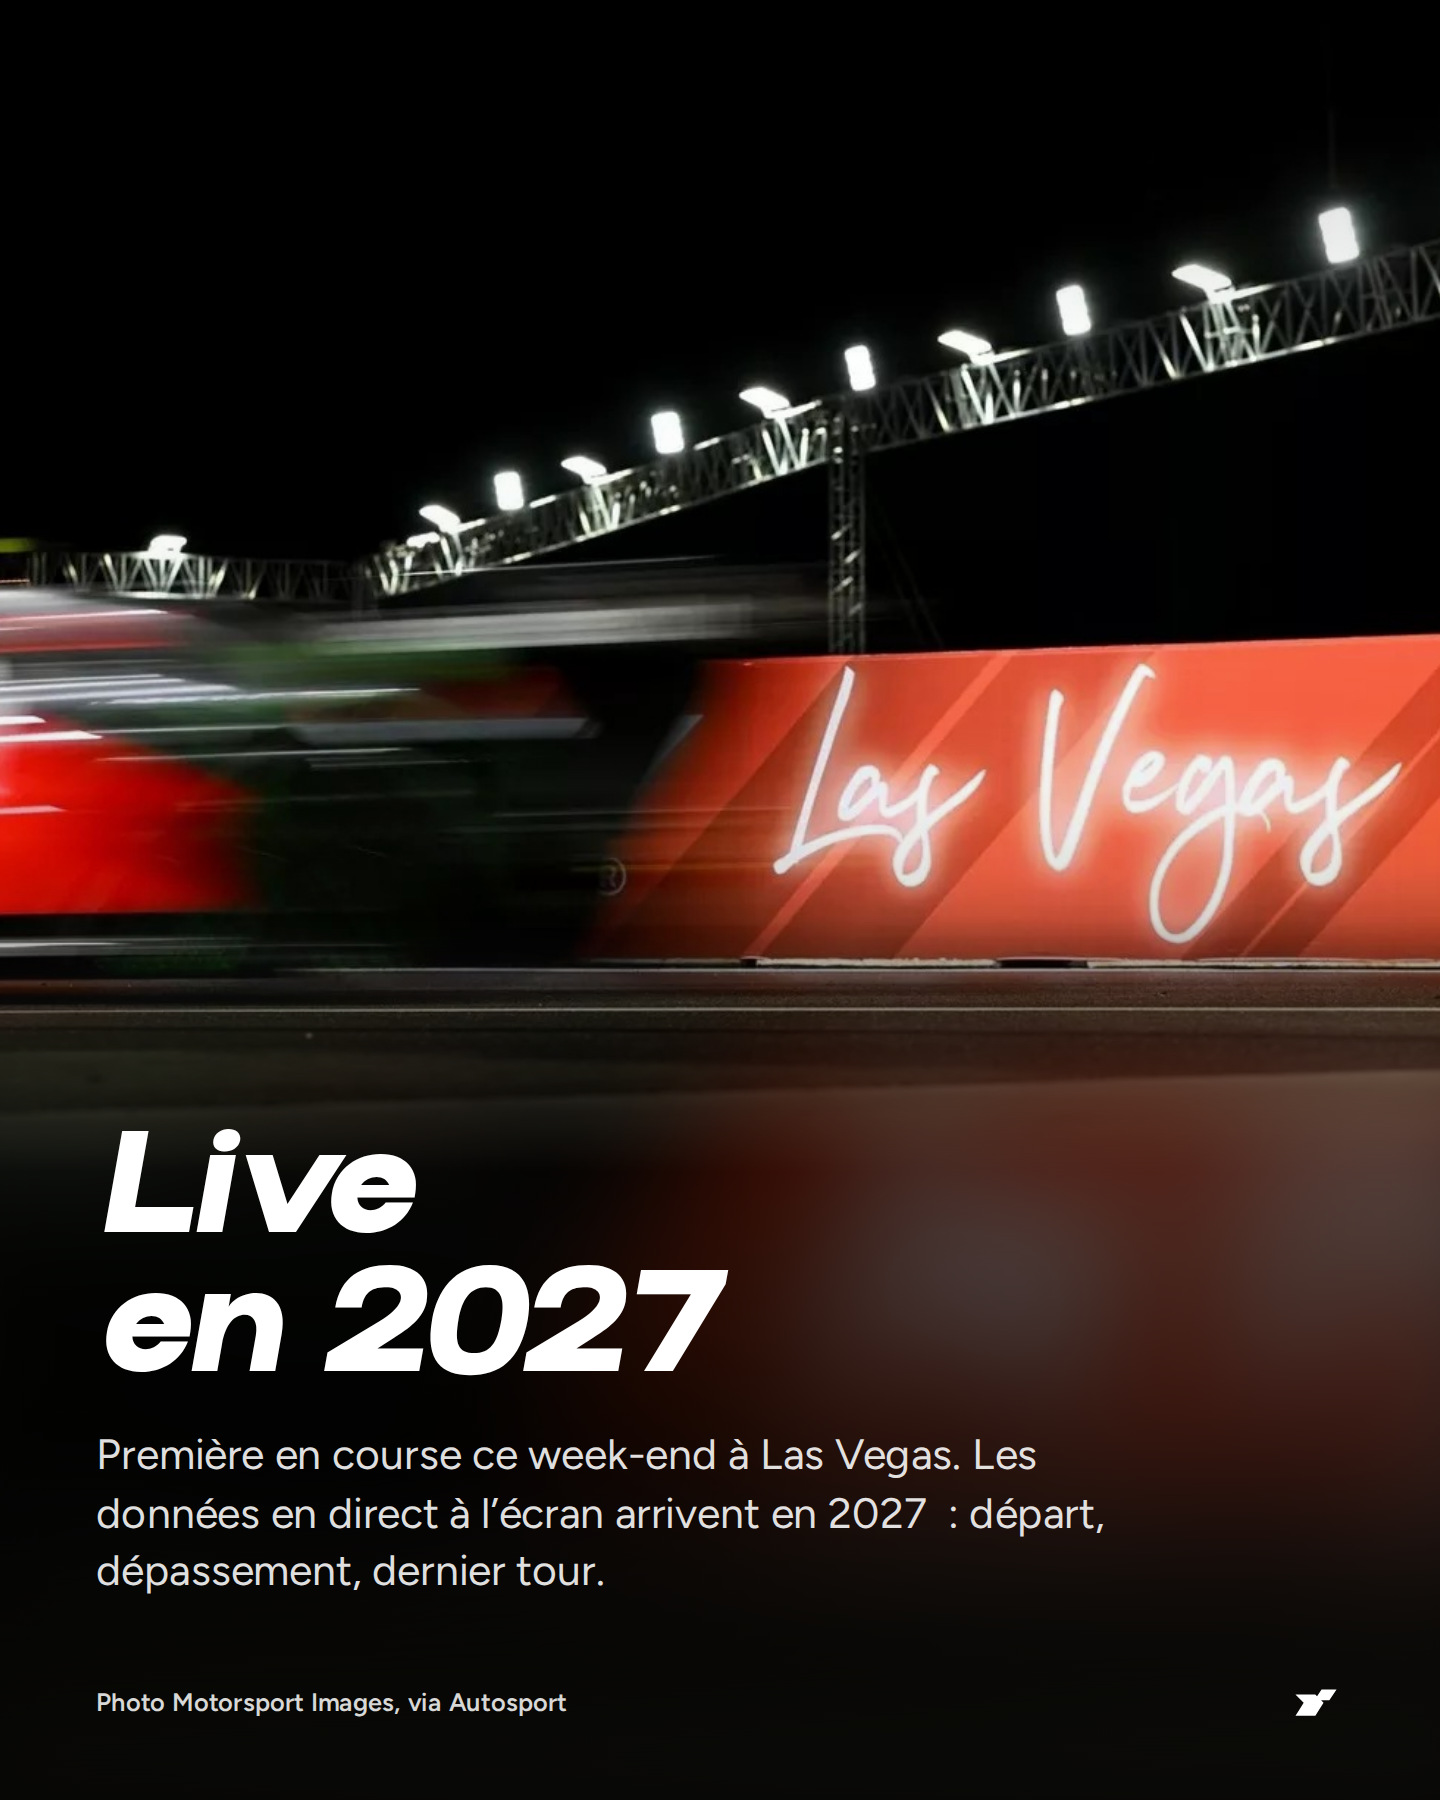 Las Vegas
Live
en 2027
Première en course ce week-end à Las Vegas. Les
données en direct à l’écran arrivent en 2027  : départ,
dépassement, dernier tour.
Photo Motorsport Images, via Autosport